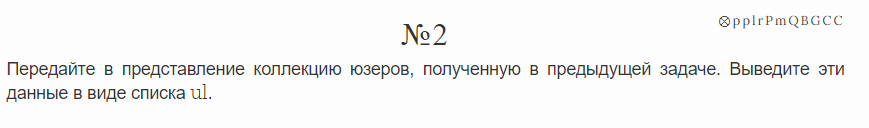 №2
⊗pplrPmQBGCC
Передайте в представление коллекцию юзеров, полученную в предыдущей задаче. Выведите эти
данные в виде списка ul.